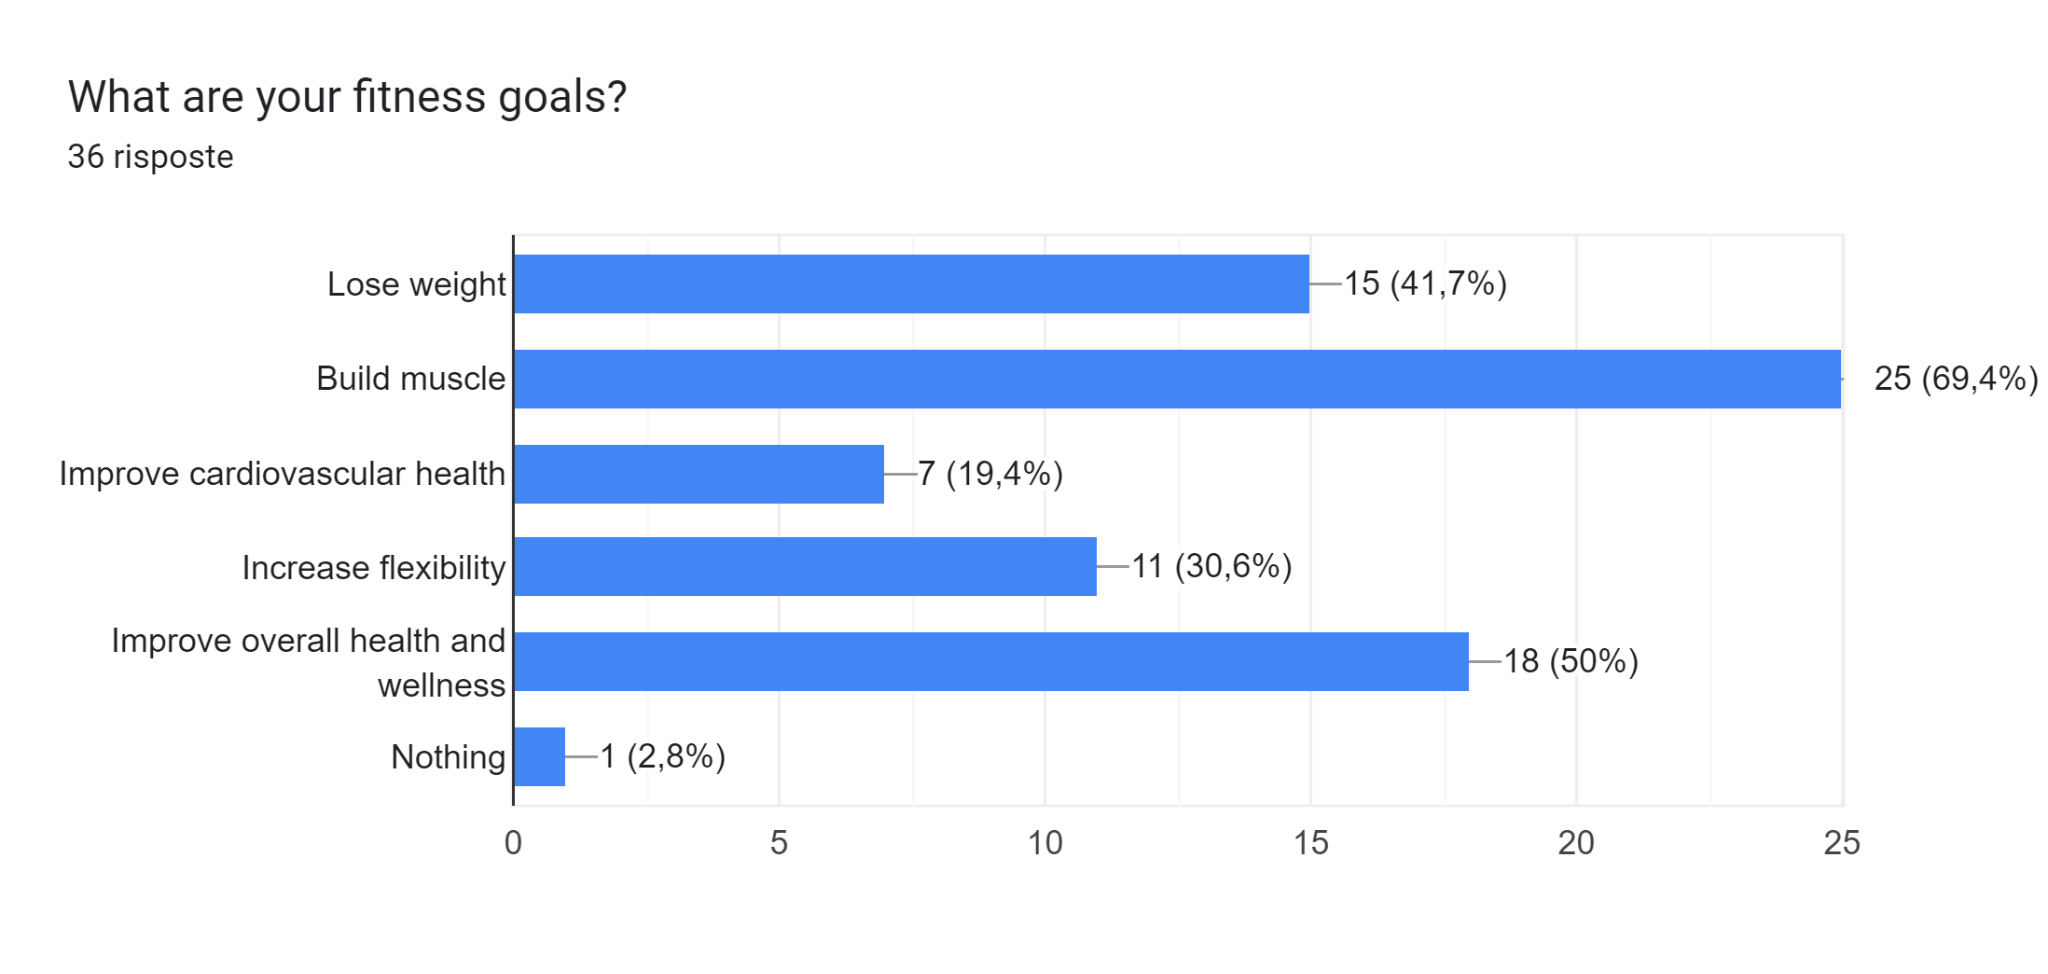 What are your fitness goals?
36 risposte
Lose weight
15 (41,7%)
Build muscle
25 (69,4%)
Improve cardiovascular health
7 (19,4%)
Increase flexibility
11 (30,6%)
Improve overall health and
wellness
18 (50%)
Nothing
1 (2,8%)
0 5 10 15 20 25